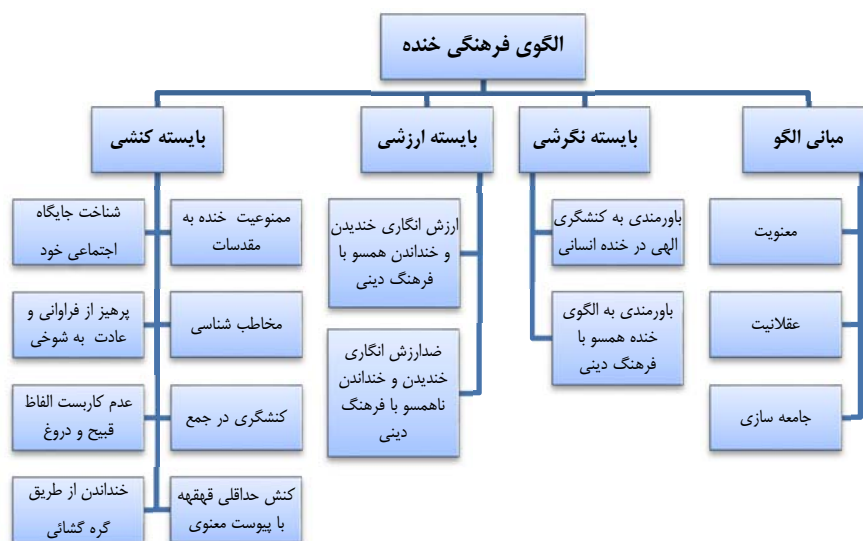 الگوی فرهنگی خنده
مبانی الگو
معنویت
عقلانیت
جامعه سازی
بایسته نگرشی
باورمندی به کنشگری
الهی در خنده انسانی
باورمندی به الگوی
خنده همسو با
فرهنگ دینی
بایسته ارزشی
ارزش انگاری خندیدن
و خنداندن همسو با
فرهنگ دینی
ضدارزش انگاری
خندیدن و خنداندن
ناهمسو با فرهنگ
دینی
بایسته کنشی
ممنوعیت خنده به
مقدسات
شناخت جایگاه
اجتماعی خود
مخاطب شناسی
پرهیز از فراوانی و
عادت به شوخی
کنشگری در جمع
عدم کاربست الفاظ
قبیح و دروغ
کنش حداقلی قهقهه
با پیوست معنوی
خنداندن از طریق
گره گشائی